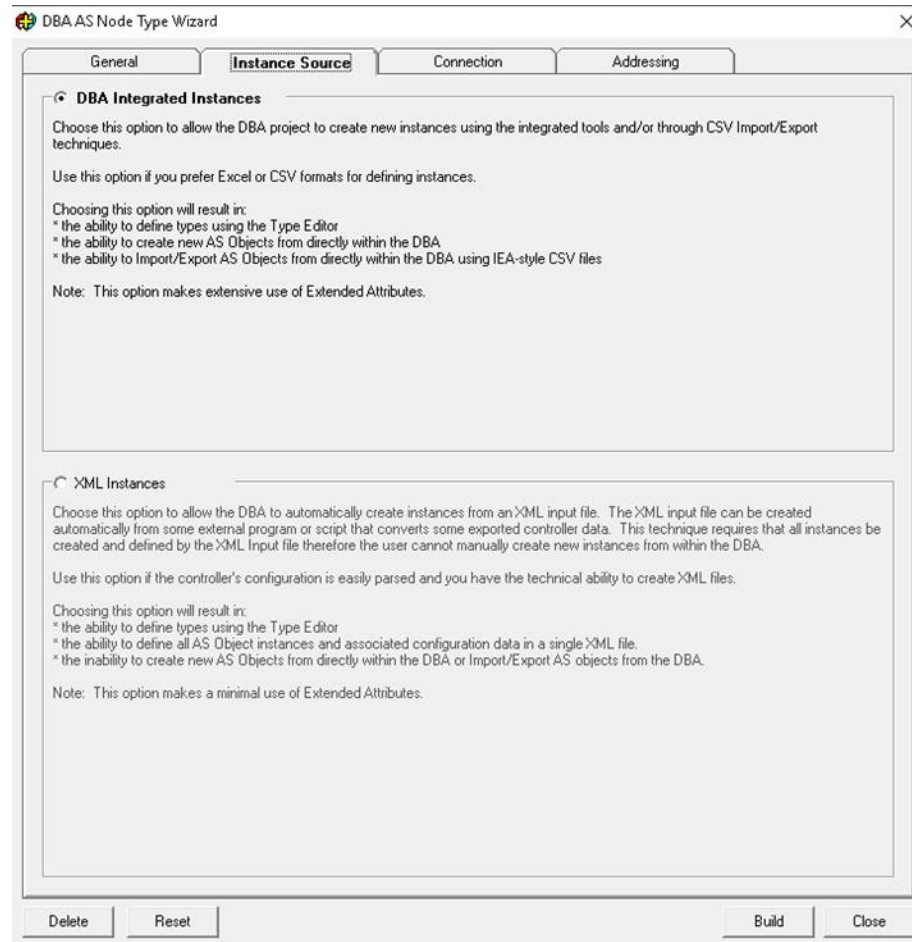 DBA AS Node Type Wizard
General
Instance Source
Connection
Addressing
DBA Integrated Instances
Choose this option to allow the DBA project to create new instances using the integrated tools and/or through CSV Import/Export
techniques.
Use this option if you prefer Excel or CSV formats for defining instances.
Choosing this option will result in:
* the ability to define types using the Type Editor
* the ability to create new AS Objects from directly within the DBA
* the ability to Import/Export AS Objects from directly within the DBA using IEA-style CSV files
Note: This option makes extensive use of Extended Attributes.
XML Instances
Choose this option to allow the DBA to automatically create instances from an XML input file. The XML input file can be created
automatically from some external program or script that converts some exported controller data. This technique requires that all instances be
created and defined by the XML Input file therefore the user cannot manually create new instances from within the DBA.
Use this option if the controller's configuration is easily parsed and you have the technical ability to create XML files.
Choosing this option will result in:
* the ability to define types using the Type Editor
* the ability to define all AS Object instances and associated configuration data in a single XML file.
* the inability to create new AS Objects from directly within the DBA or Import/Export AS objects from the DBA.
Note: This option makes a minimal use of Extended Attributes.
Delete
Reset
Build
Close